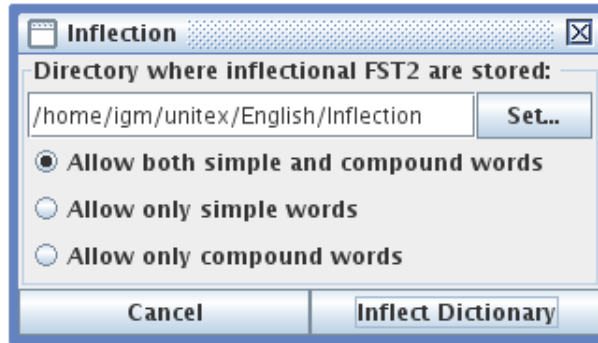 Inflection
Directory where inflectional FST2 are stored:
/home/igm/unitex/English/Inflection Set...
Allow both simple and compound words
Allow only simple words
Allow only compound words
Cancel Inflect Dictionary